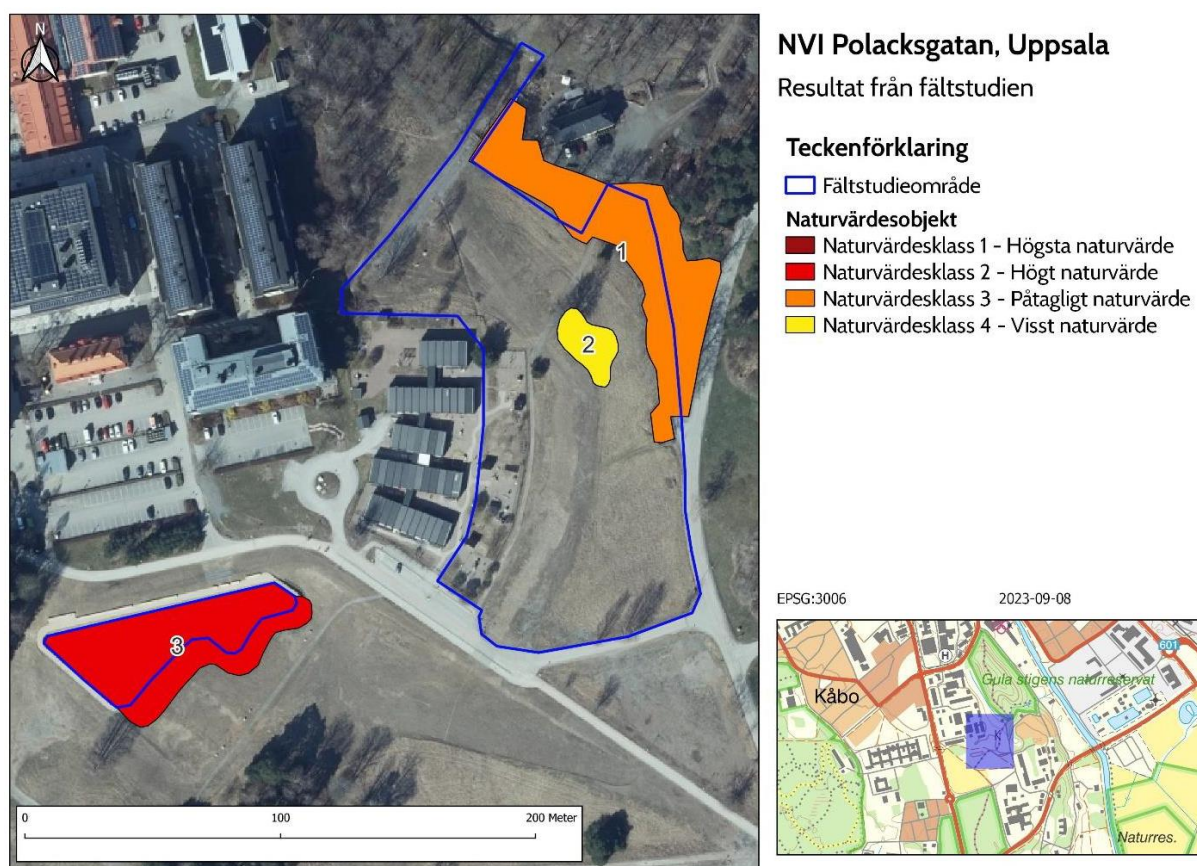 N
NVI Polacksgatan, Uppsala
Resultat från fältstudien
Teckenförklaring
Fältstudieområde
Naturvärdesobjekt
Naturvärdesklass 1 - Högsta naturvärde
Naturvärdesklass 2 - Högt naturvärde
Naturvärdesklass 3 - Påtagligt naturvärde
Naturvärdesklass 4 - Visst naturvärde
1
2
3
0 100 200 Meter
EPSG:3006 2023-09-08
601
H
Gula stigens naturreservat
Kåbo
Naturres.